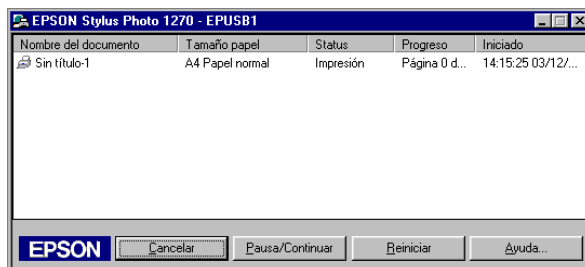 EPSON Stylus Photo 1270 - EPUSB1
Nombre del documento Tamaño papel Status Progreso Iniciado
Sin título-1 A4 Papel normal Impresión Página 0 d... 14:15:25 03/12/...
EPSON Cancelar Pausa/Continuar Reiniciar Ayuda...